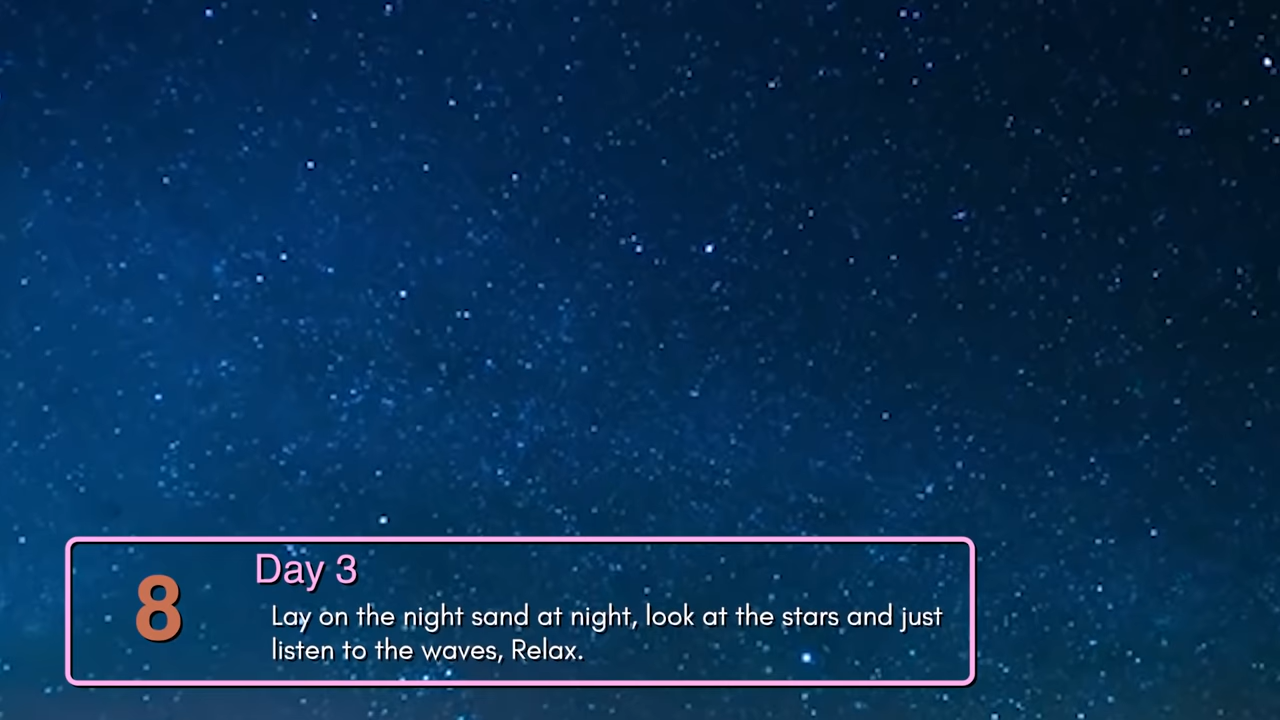 8
Day 3
Lay on the night sand at night, look at the stars and just
listen to the waves, Relax.